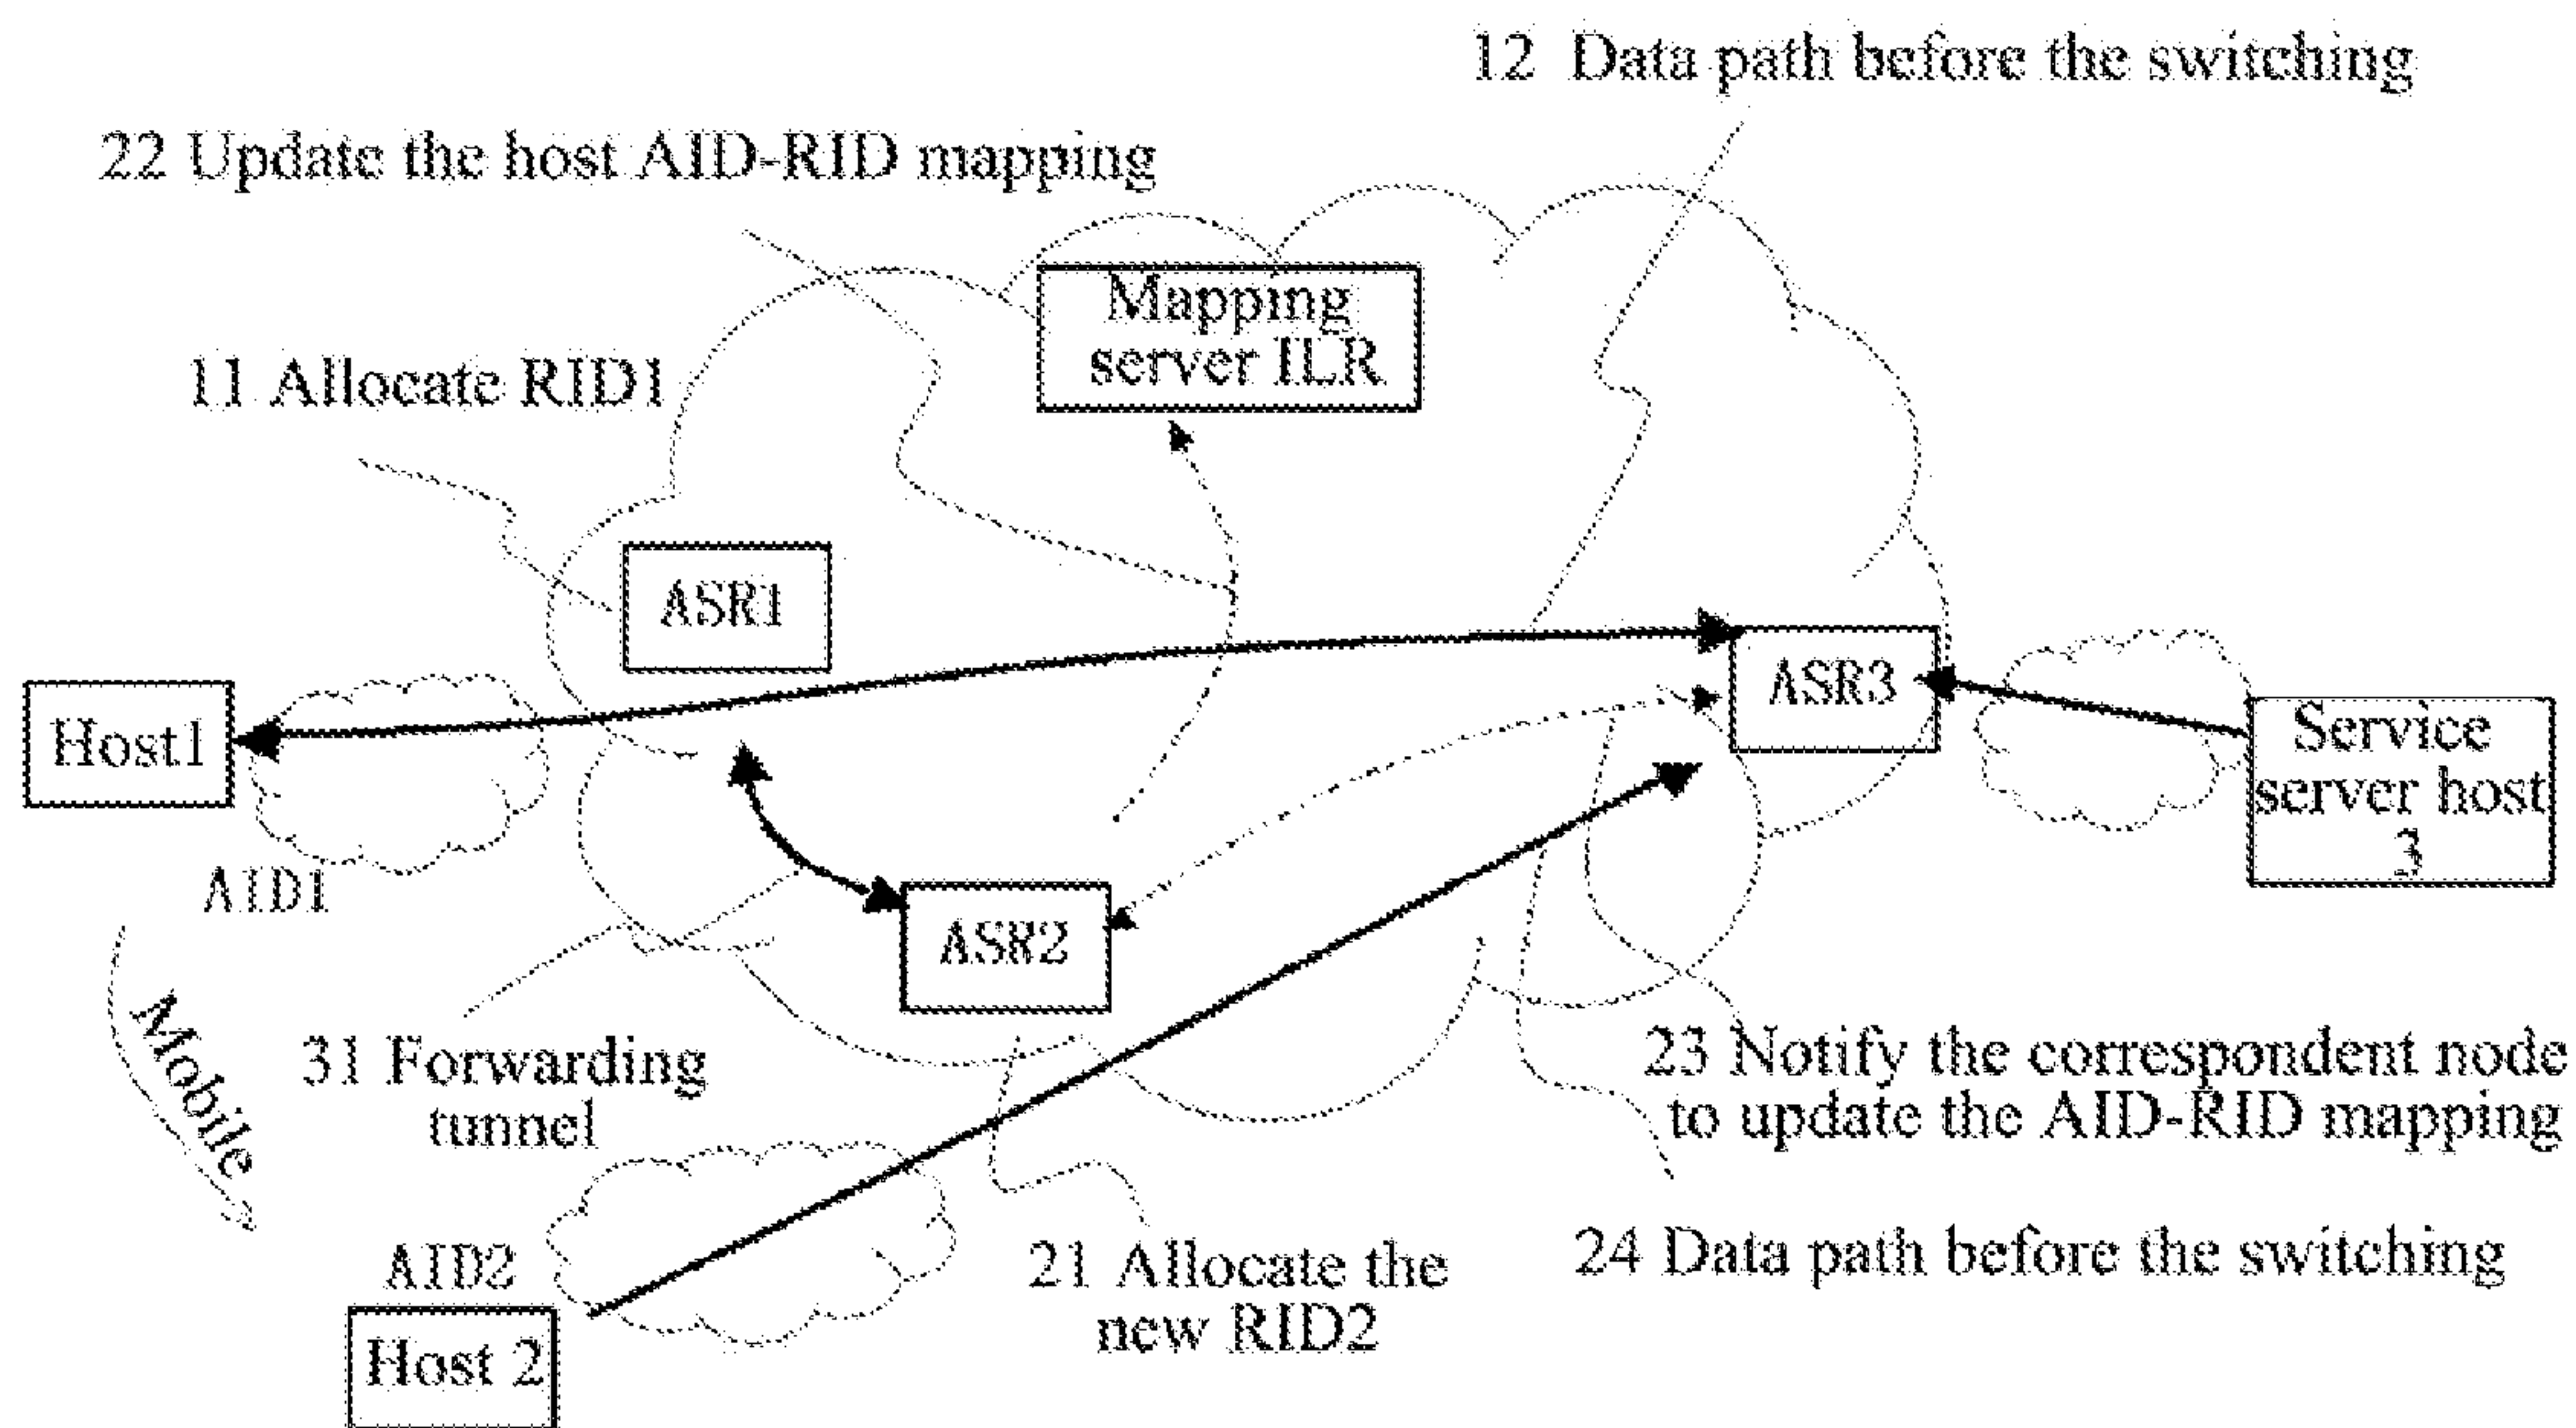 12 Data path before the switching
22 Update the host AID-RID mapping
Mapping
server ILR
11 Allocate RID1
ASR1
ASR3
Host1
Service
server host
3
AID1
ASR2
Mobile
31 Forwarding
tunnel
23 Notify the correspondent node
to update the AID-RID mapping
AID2
21 Allocate the
new RID2
24 Data path before the switching
Host 2